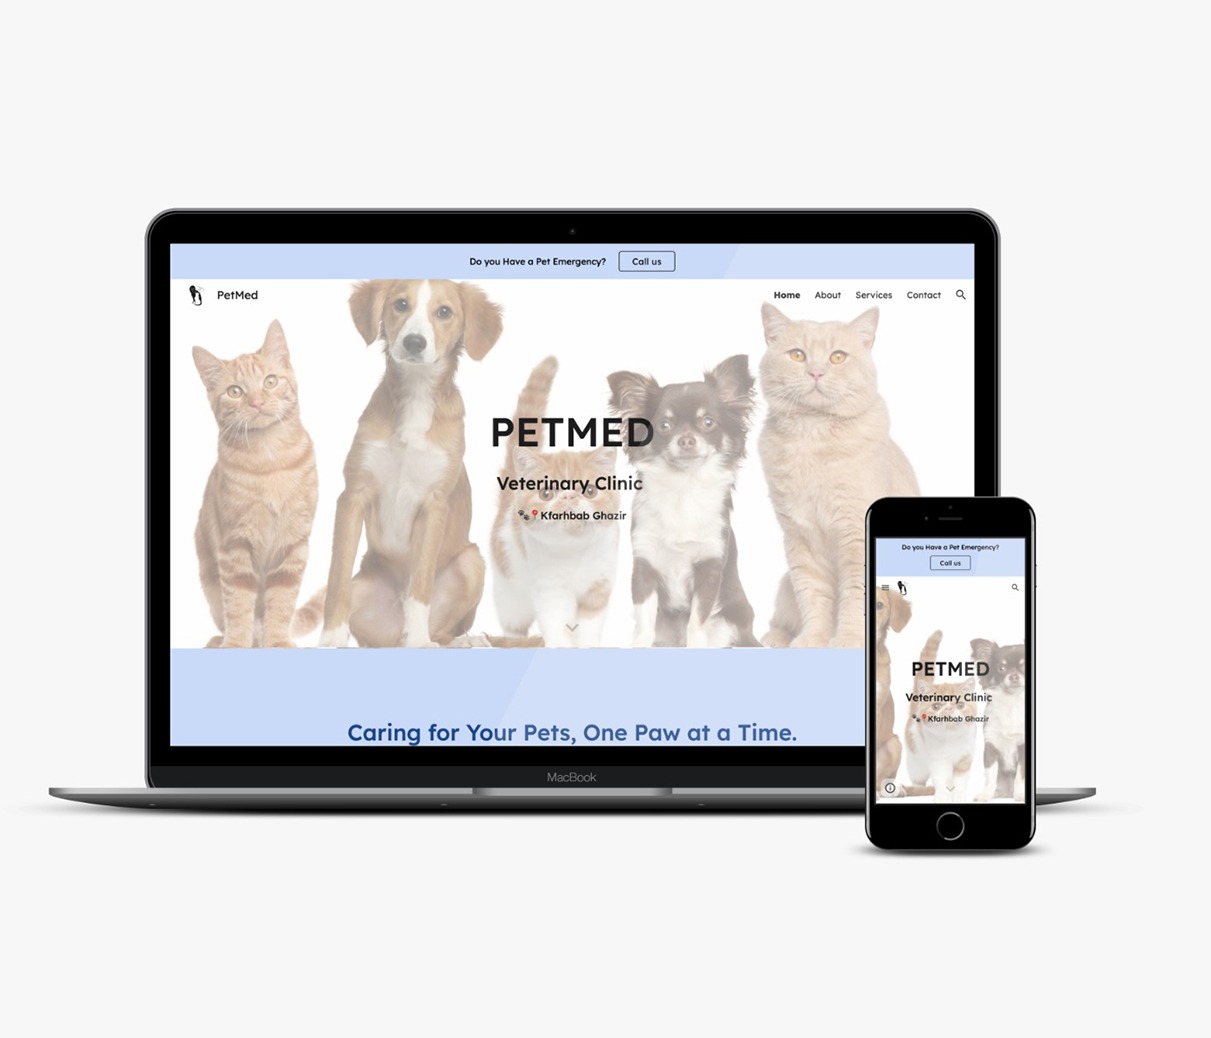 Do you Have a Pet Emergency? Call us
PetMed
Home About Services Contact
PETMED
Veterinary Clinic
🐾📍Kfarhbab Ghazir
Caring for Your Pets, One Paw at a Time.
MacBook
Do you Have a Pet Emergency?
Call us
PETMED
Veterinary Clinic
🐾📍Kfarhbab Ghazir